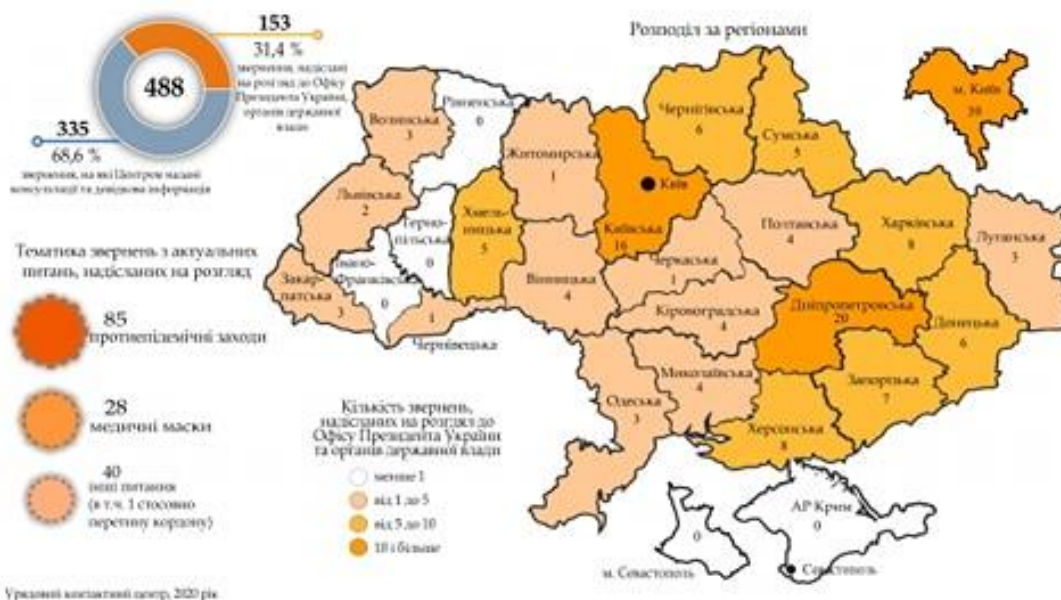 488
153
31,4 %
звернення, надіслані
на розгляд до Офісу
Президента України,
органів державної
влади
335
68,6 %
звернення, на які Центром надані
консультації та довідкова інформація
Тематика звернень з актуальних
питань, надісланих на розгляд
85
протиепідемічні заходи
28
медичні маски
40
інші питання
(в т.ч. 1 стосовно
перетину кордону)
Урядовий контактний центр, 2020 рік
Розподіл за регіонами
м. Київ
39
Рівненська
0
Волинська
3
Житомирська
1
Чернігівська
6
Сумська
5
Київ
Київська
16
Львівська
2
Терно-
пільська
0
Хмель-
ницька
5
Полтавська
4
Харківська
8
Луганська
3
Івано-
Франківська
0
Закар-
патська
3
Вінницька
4
Черкаська
1
Кіровоградська
4
Дніпропетровська
20
Донецька
6
1
Чернівецька
Одеська
3
Миколаївська
4
Запорізька
7
Херсонська
8
Кількість звернень,
надісланих на розгляд до
Офісу Президента України
та органів державної влади
менше 1
від 1 до 5
від 5 до 10
10 і більше
АР Крим
0
0
м. Севастополь
Севастополь